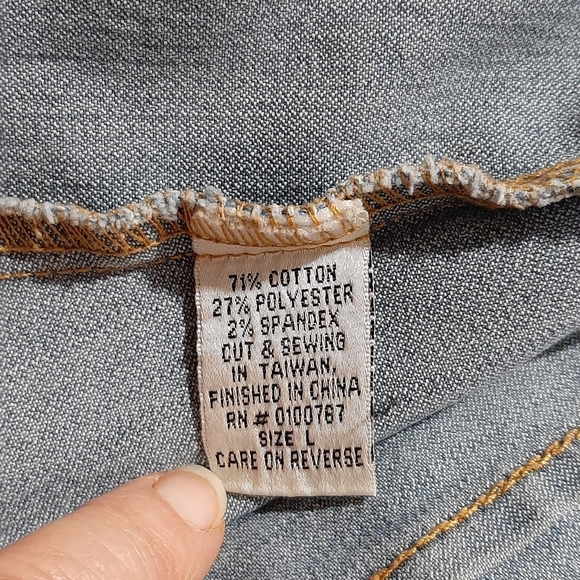 71% COTTON
27% POLYESTER
2% SPANDEX
CUT & SEWING
IN TAIWAN,
FINISHED IN CHINA
RN # 0100767
SIZE L
CARE ON REVERSE